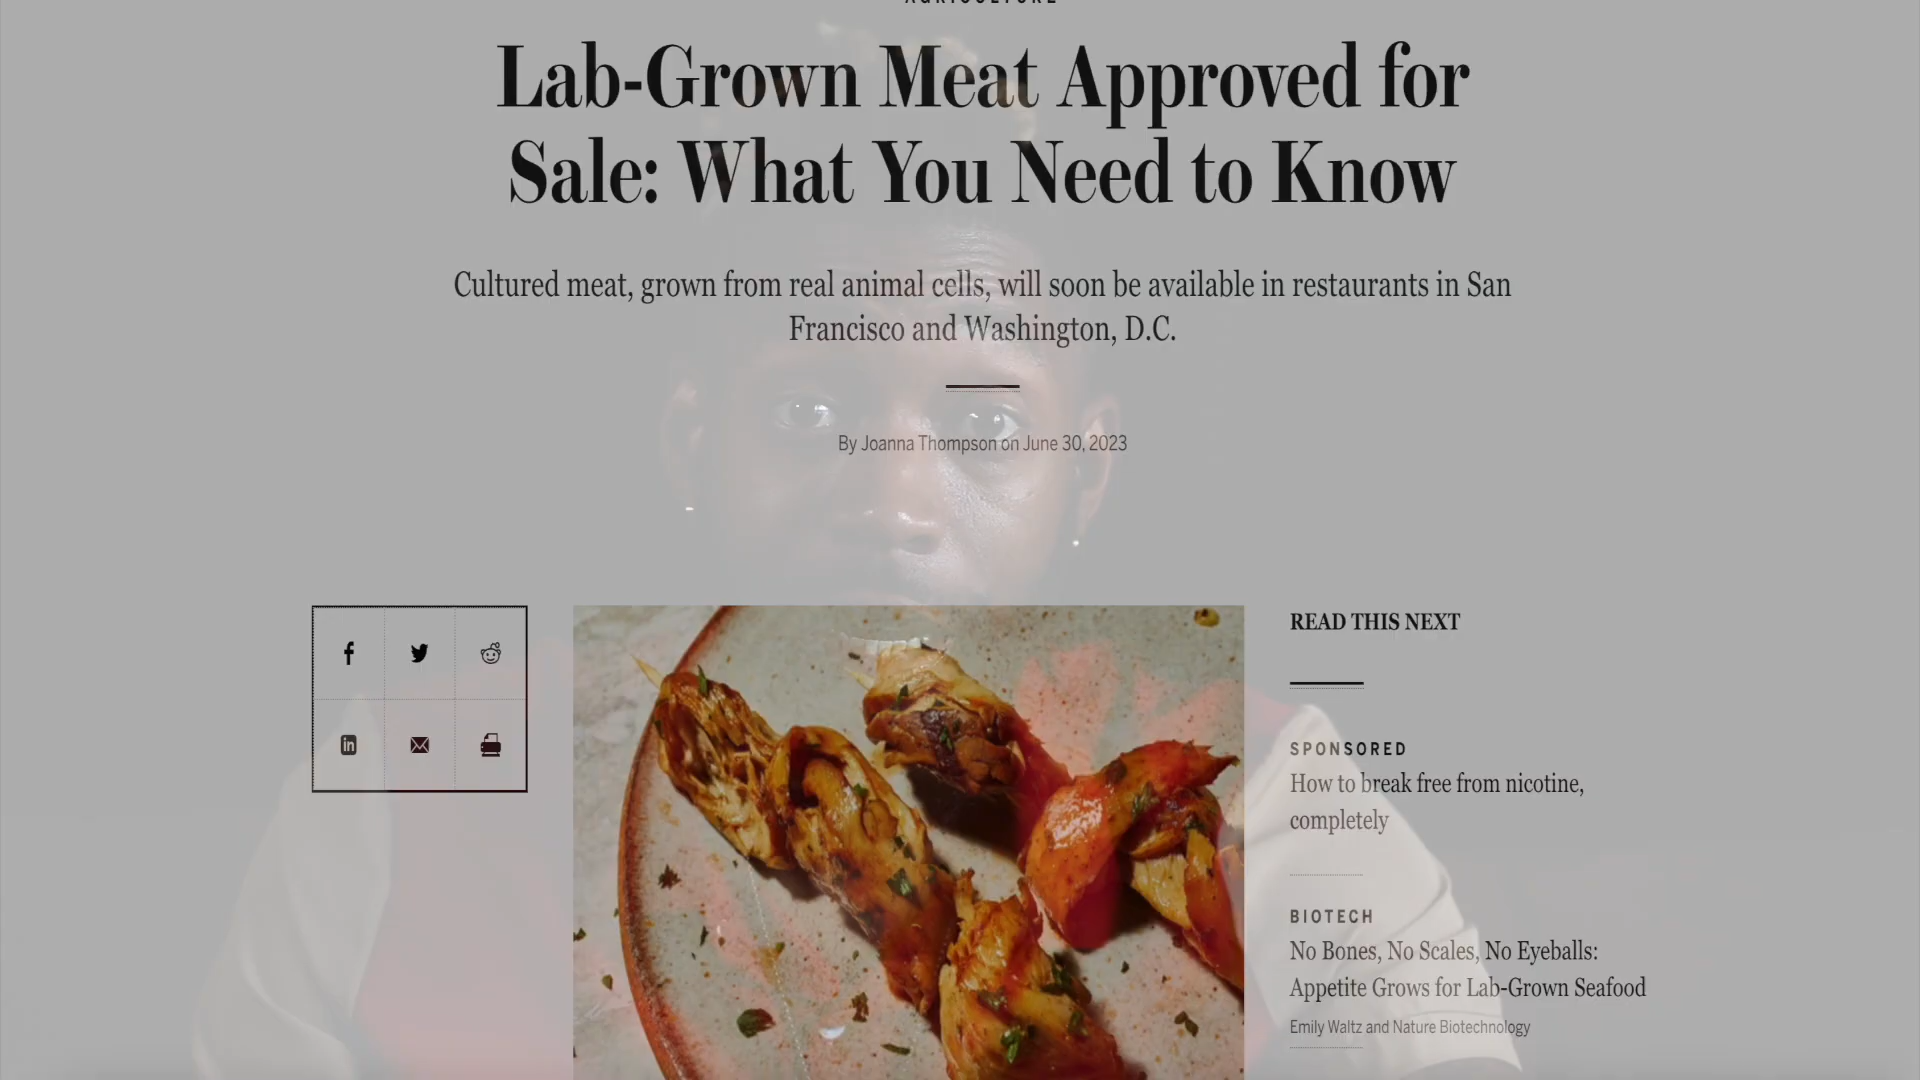 AGRICULTURE
Lab-Grown Meat Approved for
Sale: What You Need to Know
Cultured meat, grown from real animal cells, will soon be available in restaurants in San
Francisco and Washington, D.C.
By Joanna Thompson on June 30, 2023
READ THIS NEXT
SPONSORED
How to break free from nicotine,
completely
BIOTECH
No Bones, No Scales, No Eyeballs:
Appetite Grows for Lab-Grown Seafood
Emily Waltz and Nature Biotechnology